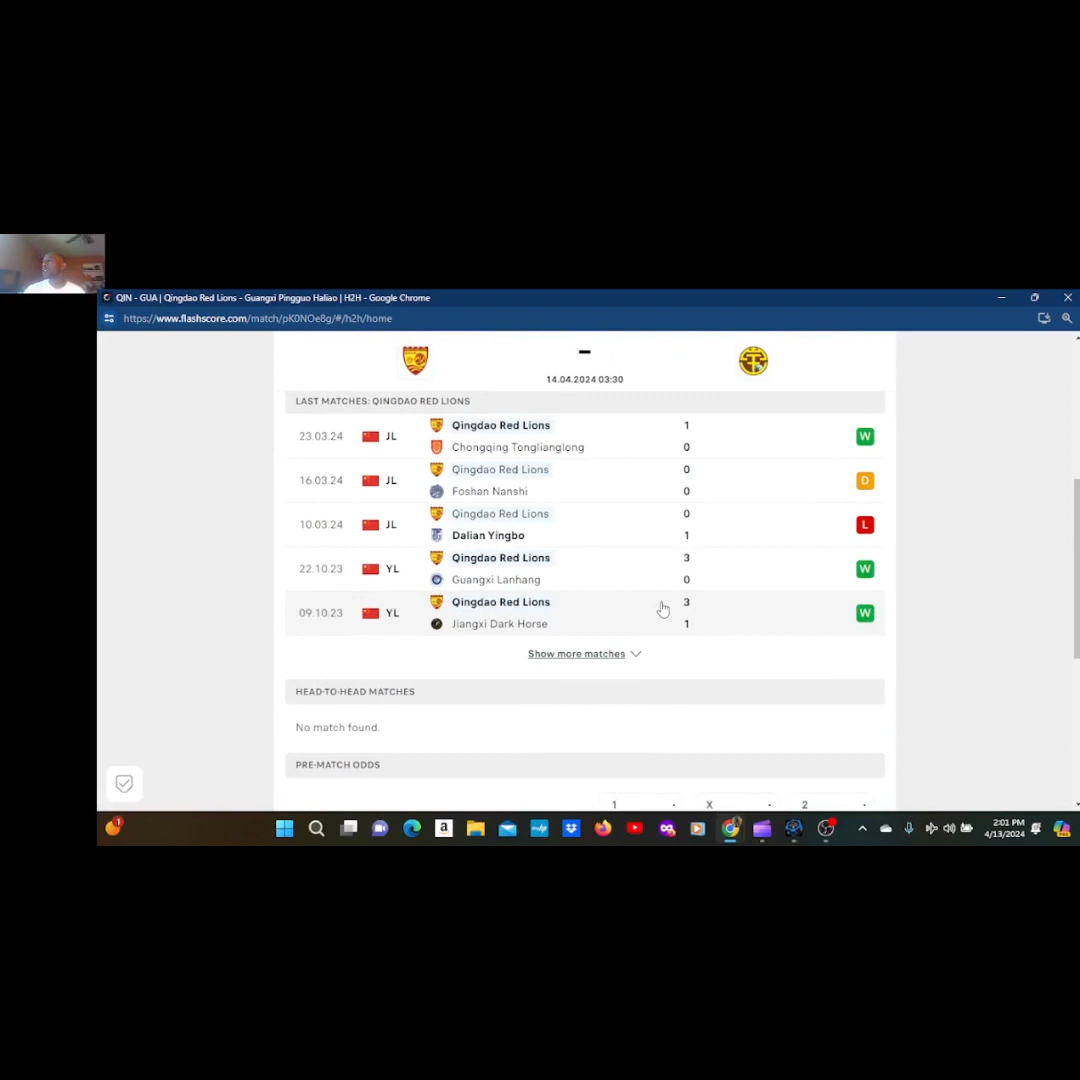 QIN - GUA | Qingdao Red Lions - Guangxi Pingguo Haliao | H2H - Google Chrome
https://www.flashscore.com/match/pK0NOe8g/#/h2h/home
14.04.2024 03:30
LAST MATCHES: QINGDAO RED LIONS
23.03.24 JL Qingdao Red Lions 1 W
Chongqing Tonglianglong 0
16.03.24 JL Qingdao Red Lions 0 D
Foshan Nanshi 0
10.03.24 JL Qingdao Red Lions 0 L
Dalian Yingbo 1
22.10.23 YL Qingdao Red Lions 3 W
Guangxi Lanhang 0
09.10.23 YL Qingdao Red Lions 3 W
Jiangxi Dark Horse 1
Show more matches
HEAD-TO-HEAD MATCHES
No match found.
PRE-MATCH ODDS
1 - X - 2 -
1 a 2:01 PM
4/13/2024